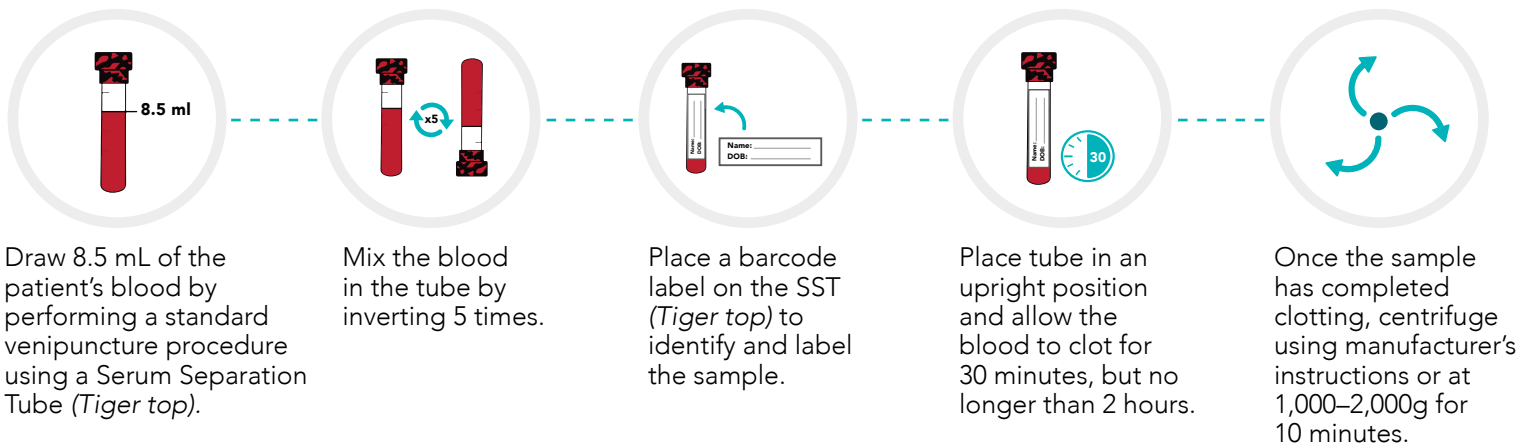 8.5 ml
Draw 8.5 mL of the
patient's blood by
performing a standard
venipuncture procedure
using a Serum Separation
Tube (Tiger top).
x5
Mix the blood
in the tube by
inverting 5 times.
Name:
DOB:
Name:
DOB:
Place a barcode
label on the SST
(Tiger top) to
identify and label
the sample.
Name:
DOB:
30
Place tube in an
upright position
and allow the
blood to clot for
30 minutes, but no
longer than 2 hours.
Once the sample
has completed
clotting, centrifuge
using manufacturer's
instructions or at
1,000–2,000g for
10 minutes.